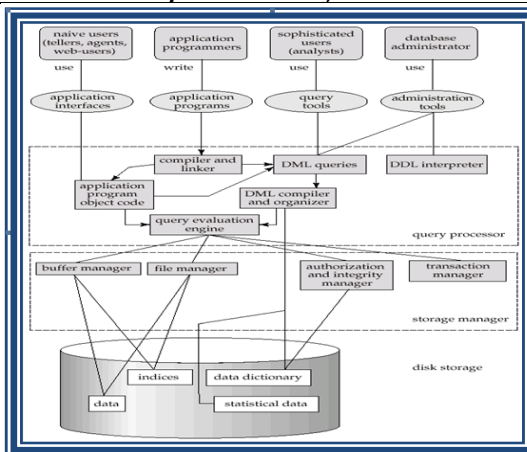 naive users
(tellers, agents,
web-users)
application
programmers
sophisticated
users
(analysts)
database
administrator
use
write
use
use
application
interfaces
application
programs
query
tools
administration
tools
compiler and
linker
DML queries
DDL interpreter
application
program
object code
DML compiler
and organizer
query evaluation
engine
query processor
buffer manager
file manager
authorization
and integrity
manager
transaction
manager
storage manager
disk storage
indices
data dictionary
data
statistical data